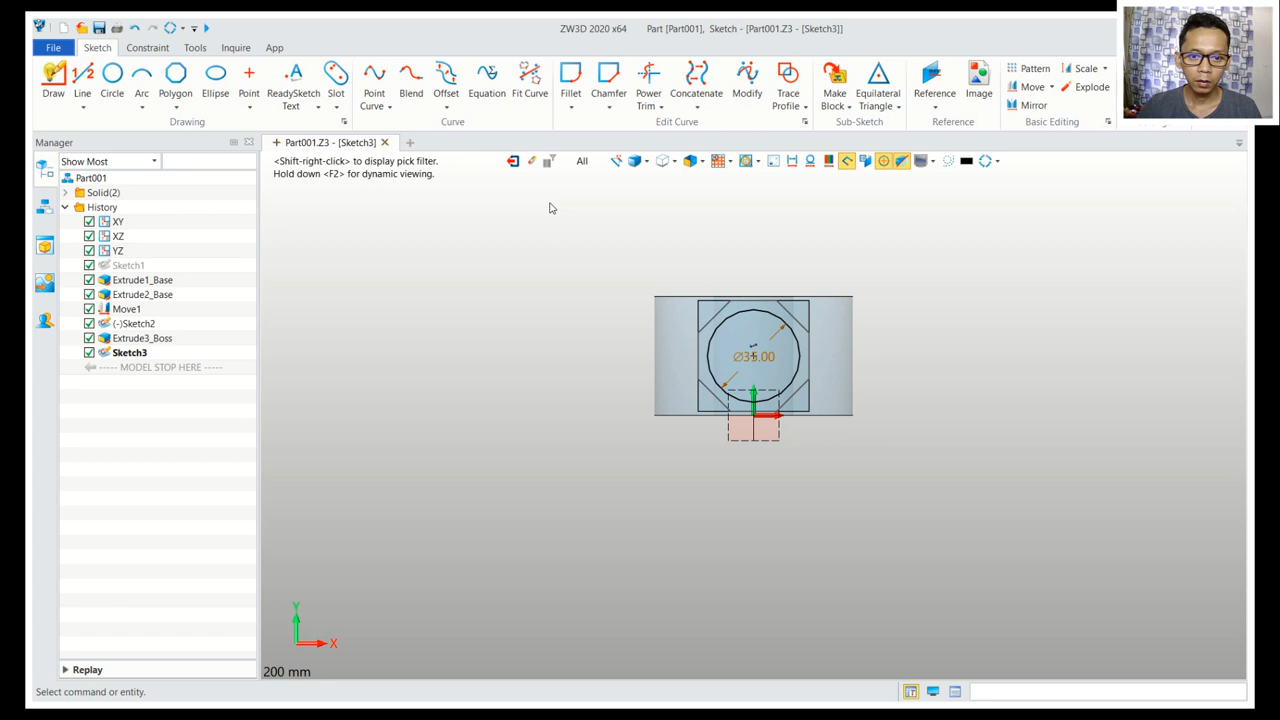 ZW3D 2020 x64
Part [Part001], Sketch - [Part001.Z3 - [Sketch3]]
File
Sketch
Constraint
Tools
Inquire
App
Draw
Line
Circle
Arc
Polygon
Ellipse
Point
ReadySketch
Text
Slot
Drawing
Point
Curve
Blend
Offset
Equation
Fit Curve
Curve
Fillet
Chamfer
Power
Trim
Concatenate
Modify
Trace
Profile
Edit Curve
Make
Block
Equilateral
Triangle
Sub-Sketch
Reference
Image
Reference
Pattern
Scale
Move
Explode
Mirror
Basic Editing
Manager
Part001.Z3 - [Sketch3]
Show Most
<Shift-right-click> to display pick filter.
Hold down <F2> for dynamic viewing.
All
Part001
Solid(2)
History
XY
XZ
YZ
Sketch1
Extrude1_Base
Extrude2_Base
Move1
(-)Sketch2
Extrude3_Boss
Sketch3
MODEL STOP HERE
Y
X
200 mm
Replay
Select command or entity.